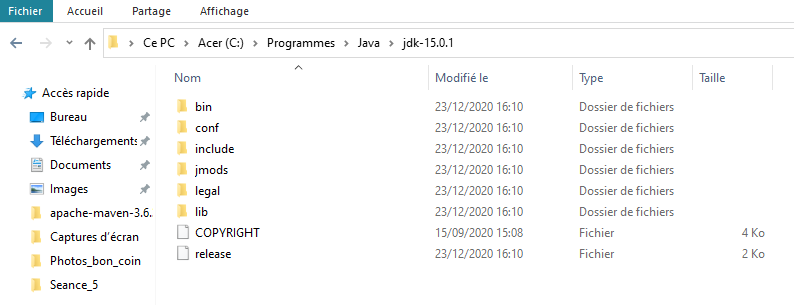 Fichier Accueil Partage Affichage
Ce PC > Acer (C:) > Programmes > Java > jdk-15.0.1
Nom Modifié le Type Taille
Accès rapide
Bureau
Téléchargements
Documents
Images
apache-maven-3.6.
Captures d'écran
Photos_bon_coin
Seance_5
bin 23/12/2020 16:10 Dossier de fichiers
conf 23/12/2020 16:10 Dossier de fichiers
include 23/12/2020 16:10 Dossier de fichiers
jmods 23/12/2020 16:10 Dossier de fichiers
legal 23/12/2020 16:10 Dossier de fichiers
lib 23/12/2020 16:10 Dossier de fichiers
COPYRIGHT 15/09/2020 15:08 Fichier 4 Ko
release 23/12/2020 16:10 Fichier 2 Ko